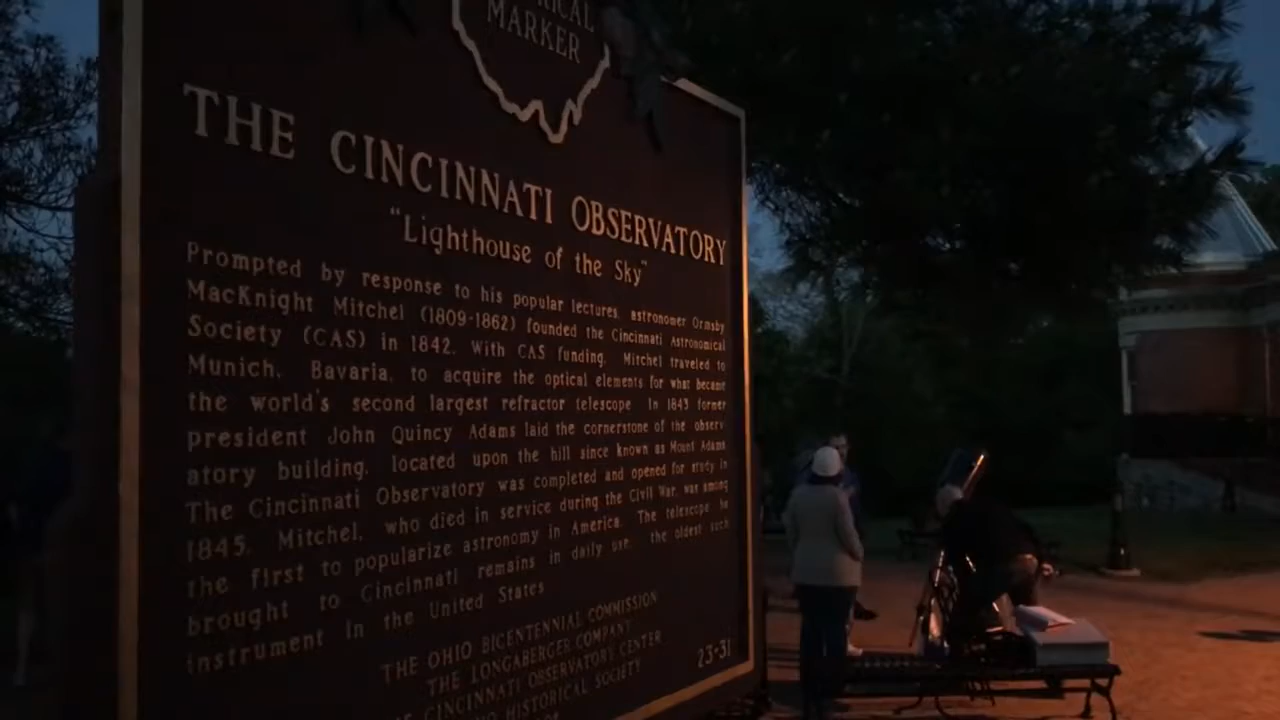 MARKER
THE CINCINNATI OBSERVATORY
"Lighthouse of the Sky"
Prompted by response to his popular lectures, astronomer Ormsby
MacKnight Mitchel (1809-1862) founded the Cincinnati Astronomical
Society (CAS) in 1842. With CAS funding, Mitchel traveled to
Munich, Bavaria, to acquire the optical elements for what became
the world's second largest refractor telescope. In 1843 former
president John Quincy Adams laid the cornerstone of the observ-
atory building, located upon the hill since known as Mount Adams.
The Cincinnati Observatory was completed and opened for study in
1845. Mitchel, who died in service during the Civil War, was among
the first to popularize astronomy in America. The telescope he
brought to Cincinnati remains in daily use, the oldest such
instrument in the United States
THE OHIO BICENTENNIAL COMMISSION
THE LONGABERGER COMPANY
CINCINNATI OBSERVATORY CENTER
HISTORICAL SOCIETY
23-31